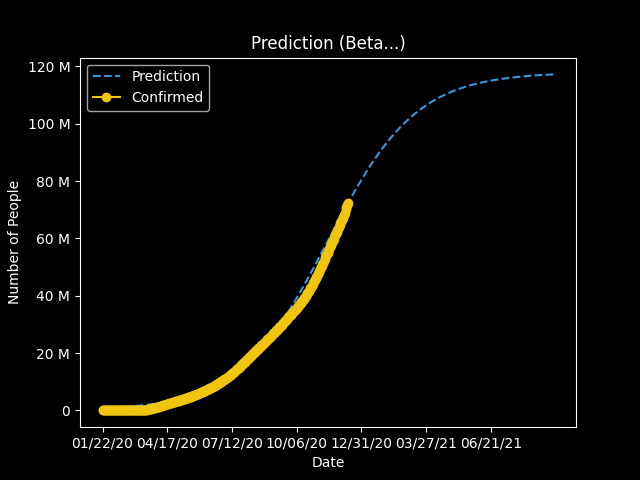 Prediction (Beta...)
120 M
100 M
80 M
60 M
40 M
20 M
0
Number of People
Prediction
Confirmed
01/22/20 04/17/20 07/12/20 10/06/20 12/31/20 03/27/21 06/21/21
Date